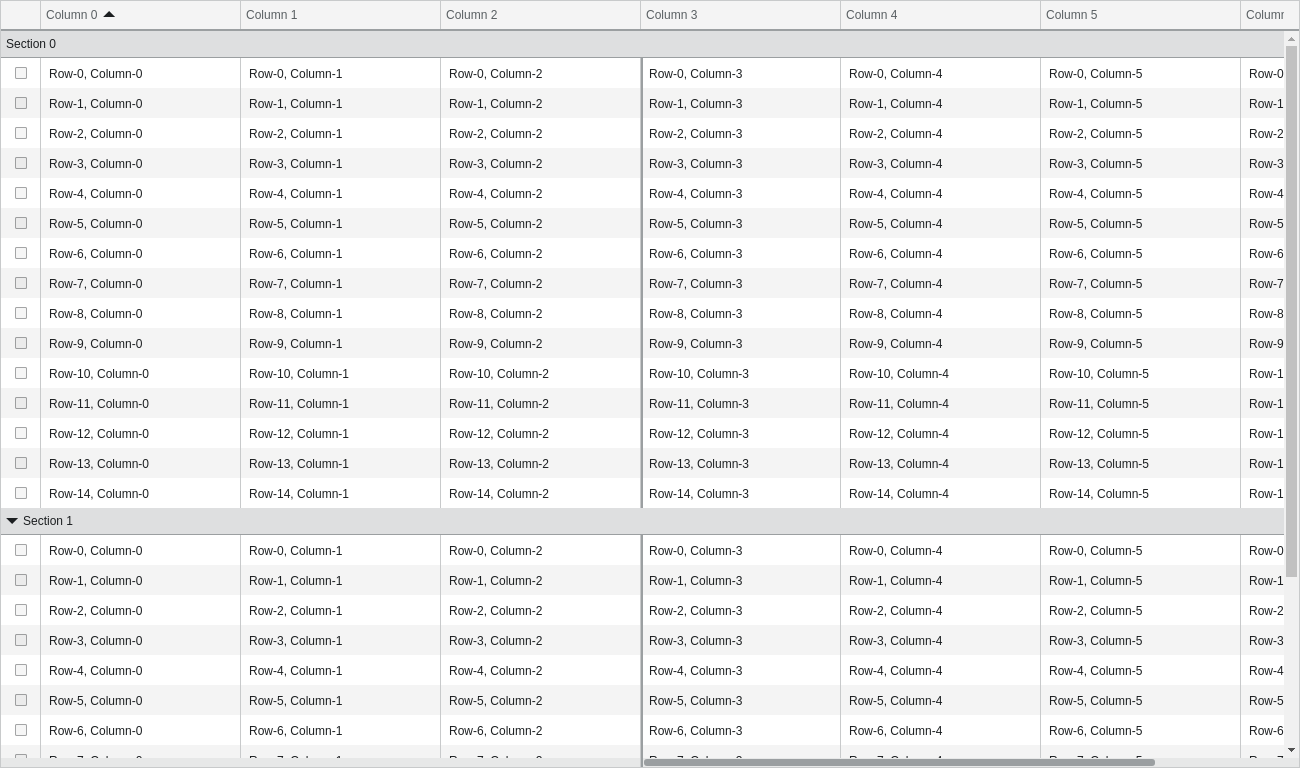 Column 0 Column 1 Column 2 Column 3 Column 4 Column 5 Colum
Section 0
Row-0, Column-0 Row-0, Column-1 Row-0, Column-2 Row-0, Column-3 Row-0, Column-4 Row-0, Column-5 Row-0
Row-1, Column-0 Row-1, Column-1 Row-1, Column-2 Row-1, Column-3 Row-1, Column-4 Row-1, Column-5 Row-1
Row-2, Column-0 Row-2, Column-1 Row-2, Column-2 Row-2, Column-3 Row-2, Column-4 Row-2, Column-5 Row-2
Row-3, Column-0 Row-3, Column-1 Row-3, Column-2 Row-3, Column-3 Row-3, Column-4 Row-3, Column-5 Row-3
Row-4, Column-0 Row-4, Column-1 Row-4, Column-2 Row-4, Column-3 Row-4, Column-4 Row-4, Column-5 Row-4
Row-5, Column-0 Row-5, Column-1 Row-5, Column-2 Row-5, Column-3 Row-5, Column-4 Row-5, Column-5 Row-5
Row-6, Column-0 Row-6, Column-1 Row-6, Column-2 Row-6, Column-3 Row-6, Column-4 Row-6, Column-5 Row-6
Row-7, Column-0 Row-7, Column-1 Row-7, Column-2 Row-7, Column-3 Row-7, Column-4 Row-7, Column-5 Row-7
Row-8, Column-0 Row-8, Column-1 Row-8, Column-2 Row-8, Column-3 Row-8, Column-4 Row-8, Column-5 Row-8
Row-9, Column-0 Row-9, Column-1 Row-9, Column-2 Row-9, Column-3 Row-9, Column-4 Row-9, Column-5 Row-9
Row-10, Column-0 Row-10, Column-1 Row-10, Column-2 Row-10, Column-3 Row-10, Column-4 Row-10, Column-5 Row-1
Row-11, Column-0 Row-11, Column-1 Row-11, Column-2 Row-11, Column-3 Row-11, Column-4 Row-11, Column-5 Row-1
Row-12, Column-0 Row-12, Column-1 Row-12, Column-2 Row-12, Column-3 Row-12, Column-4 Row-12, Column-5 Row-1
Row-13, Column-0 Row-13, Column-1 Row-13, Column-2 Row-13, Column-3 Row-13, Column-4 Row-13, Column-5 Row-1
Row-14, Column-0 Row-14, Column-1 Row-14, Column-2 Row-14, Column-3 Row-14, Column-4 Row-14, Column-5 Row-1
Section 1
Row-0, Column-0 Row-0, Column-1 Row-0, Column-2 Row-0, Column-3 Row-0, Column-4 Row-0, Column-5 Row-0
Row-1, Column-0 Row-1, Column-1 Row-1, Column-2 Row-1, Column-3 Row-1, Column-4 Row-1, Column-5 Row-1
Row-2, Column-0 Row-2, Column-1 Row-2, Column-2 Row-2, Column-3 Row-2, Column-4 Row-2, Column-5 Row-2
Row-3, Column-0 Row-3, Column-1 Row-3, Column-2 Row-3, Column-3 Row-3, Column-4 Row-3, Column-5 Row-3
Row-4, Column-0 Row-4, Column-1 Row-4, Column-2 Row-4, Column-3 Row-4, Column-4 Row-4, Column-5 Row-4
Row-5, Column-0 Row-5, Column-1 Row-5, Column-2 Row-5, Column-3 Row-5, Column-4 Row-5, Column-5 Row-5
Row-6, Column-0 Row-6, Column-1 Row-6, Column-2 Row-6, Column-3 Row-6, Column-4 Row-6, Column-5 Row-6